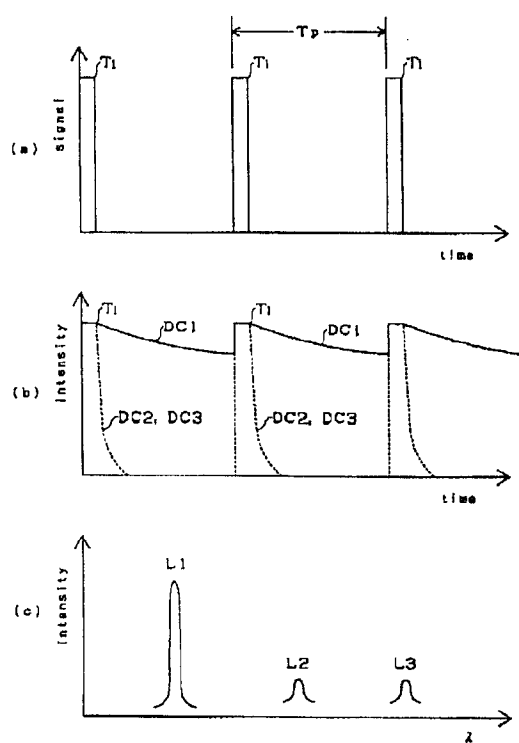 Tp
T1 T1 T1
(a)
Signal
time
T1 T1
DC1 DC1
(b)
Intensity
DC2, DC3 DC2, DC3
time
L1
(c)
Intensity
L2 L3
λ